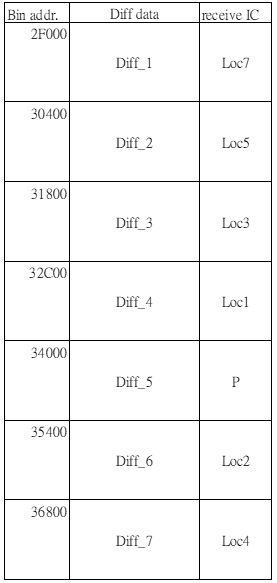 Bin addr. Diff data receive IC
2F000
Diff_1 Loc7
30400
Diff_2 Loc5
31800
Diff_3 Loc3
32C00
Diff_4 Loc1
34000
Diff_5 P
35400
Diff_6 Loc2
36800
Diff_7 Loc4